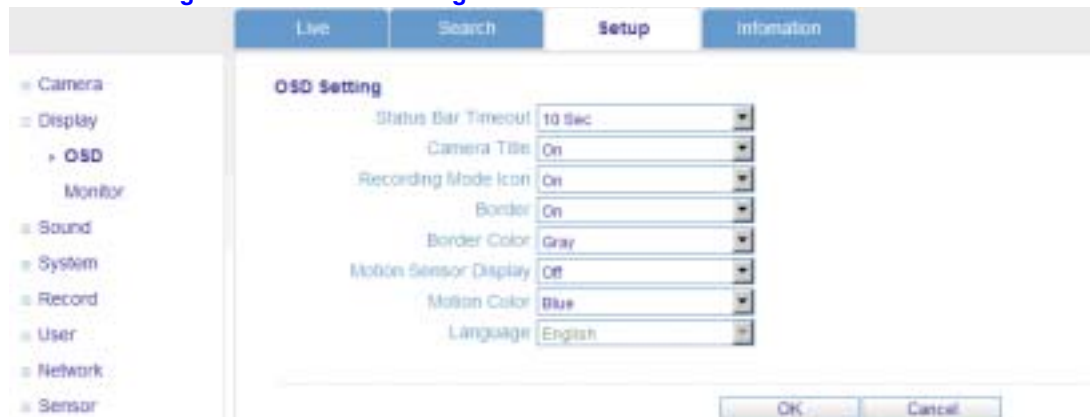 Live Search Setup Infomation
Camera
Display
OSD
Monitor
Sound
System
Record
User
Network
Sensor
OSD Setting
Status Bar Timeout 10 Sec
Camera Title On
Recording Mode Icon On
Border On
Border Color Gray
Motion Sensor Display Off
Motion Color Blue
Language English
OK Cancel